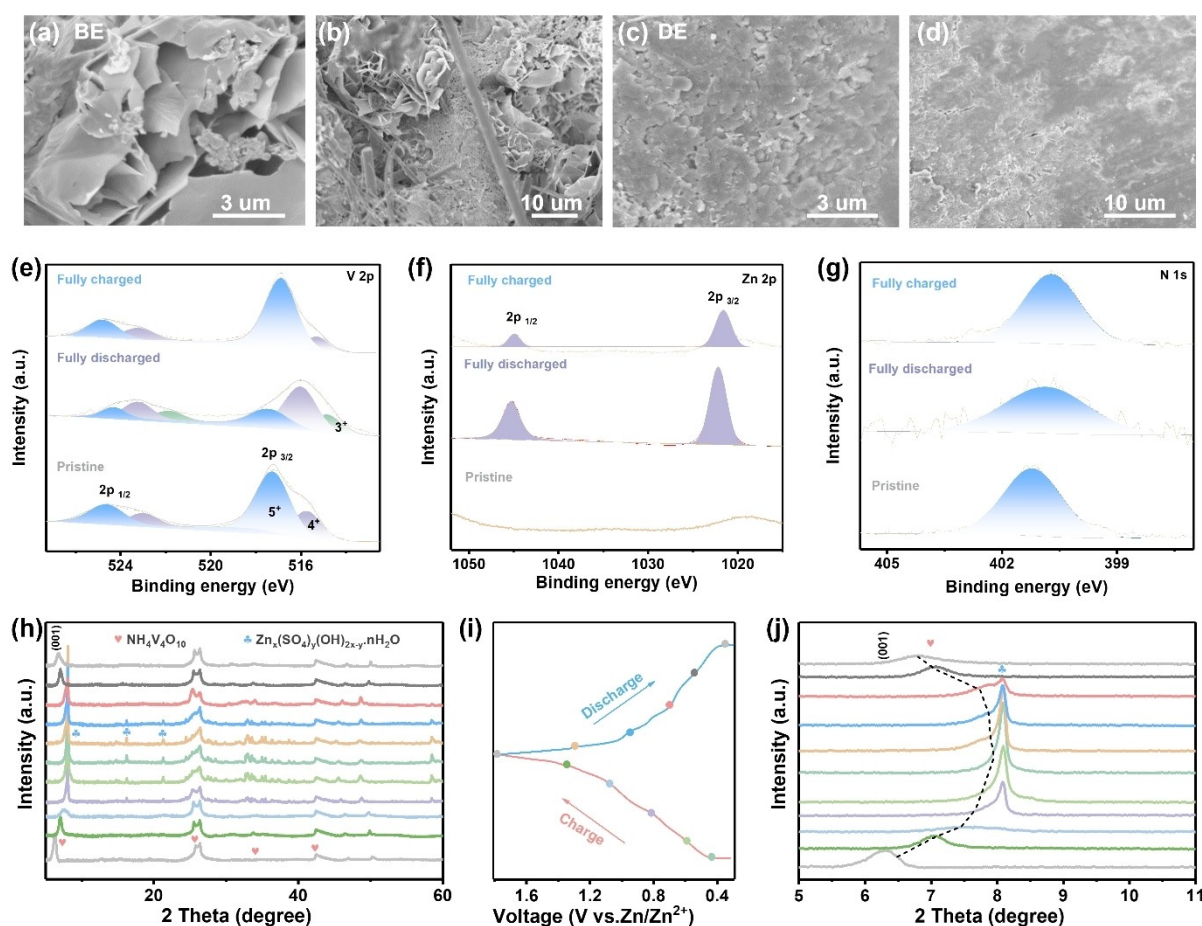 (a) BE
3 um
(b)
10 um
(c) DE
3 um
(d)
10 um
(e)
V 2p
Fully charged
Fully discharged
3⁺
2p 3/2
Pristine
2p 1/2
5⁺
4⁺
524 520 516
Binding energy (eV)
Intensity (a.u.)
(f)
Zn 2p
Fully charged
2p 3/2
2p 1/2
Fully discharged
Pristine
1050 1040 1030 1020
Binding energy (eV)
Intensity (a.u.)
(g)
N 1s
Fully charged
Fully discharged
Pristine
405 402 399
Binding energy (eV)
Intensity (a.u.)
(h)
(001)
♥ NH₄V₄O₁₀
♣ Znₓ(SO₄)ᵧ(OH)₂ₓ₋ᵧ.nH₂O
20 40 60
2 Theta (degree)
Intensity (a.u.)
(i)
Discharge
Charge
1.6 1.2 0.8 0.4
Voltage (V vs.Zn/Zn²⁺)
(j)
(001)
5 6 7 8 9 10 11
2 Theta (degree)
Intensity (a.u.)